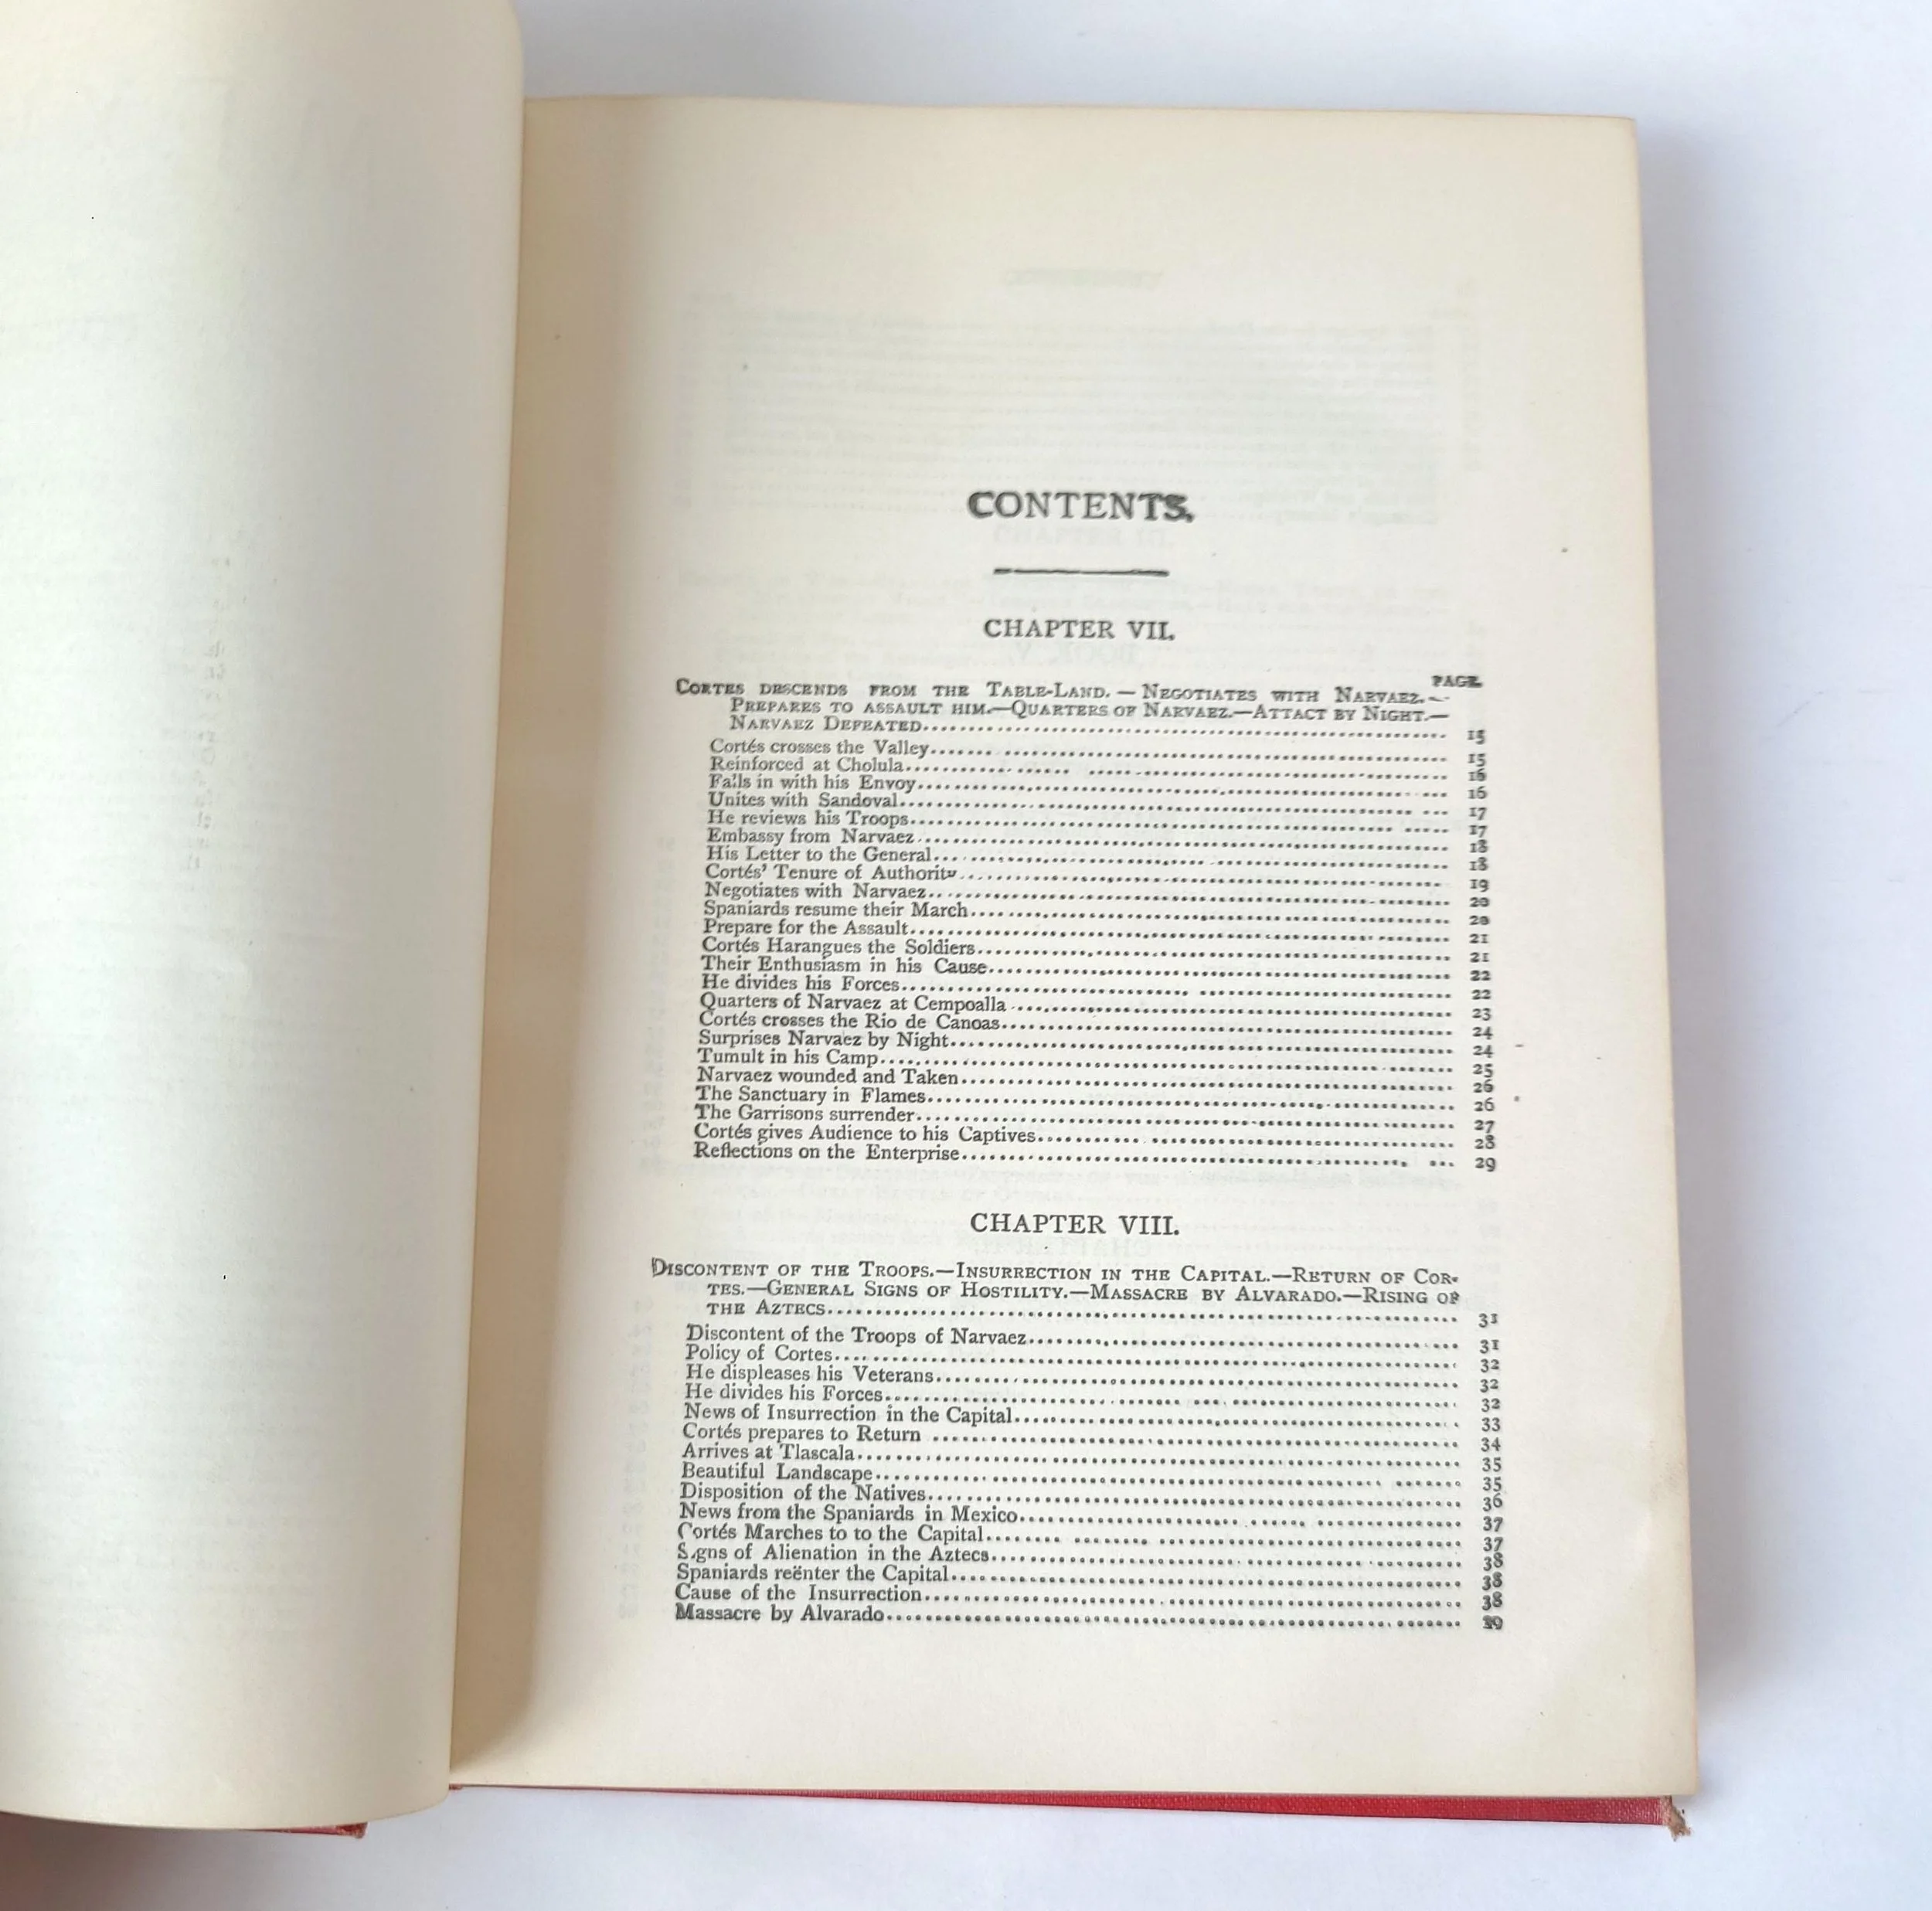 CONTENTS.
CHAPTER VII.
PAGE
CORTES DESCENDS FROM THE TABLE-LAND.—NEGOTIATES WITH NARVAEZ.—
PREPARES TO ASSAULT HIM.—QUARTERS OF NARVAEZ.—ATTACT BY NIGHT.—
NARVAEZ DEFEATED.......... 15
Cortés crosses the Valley.......... 15
Reinforced at Cholula.......... 16
Falls in with his Envoy.......... 16
Unites with Sandoval.......... 17
He reviews his Troops.......... 17
Embassy from Narvaez.......... 18
His Letter to the General.......... 18
Cortés' Tenure of Authority.......... 19
Negotiates with Narvaez.......... 20
Spaniards resume their March.......... 20
Prepare for the Assault.......... 21
Cortés Harangues the Soldiers.......... 21
Their Enthusiasm in his Cause.......... 22
He divides his Forces.......... 22
Quarters of Narvaez at Cempoalla.......... 23
Cortés crosses the Rio de Canoas.......... 24
Surprises Narvaez by Night.......... 24
Tumult in his Camp.......... 25
Narvaez wounded and Taken.......... 26
The Sanctuary in Flames.......... 26
The Garrisons surrender.......... 27
Cortés gives Audience to his Captives.......... 28
Reflections on the Enterprise.......... 29
CHAPTER VIII.
DISCONTENT OF THE TROOPS.—INSURRECTION IN THE CAPITAL.—RETURN OF COR-
TES.—GENERAL SIGNS OF HOSTILITY.—MASSACRE BY ALVARADO.—RISING OF
THE AZTECS.......... 31
Discontent of the Troops of Narvaez.......... 31
Policy of Cortes.......... 32
He displeases his Veterans.......... 32
He divides his Forces.......... 32
News of Insurrection in the Capital.......... 33
Cortés prepares to Return.......... 34
Arrives at Tlascala.......... 35
Beautiful Landscape.......... 35
Disposition of the Natives.......... 36
News from the Spaniards in Mexico.......... 37
Cortés Marches to to the Capital.......... 37
Signs of Alienation in the Aztecs.......... 38
Spaniards reënter the Capital.......... 38
Cause of the Insurrection.......... 38
Massacre by Alvarado.......... 39